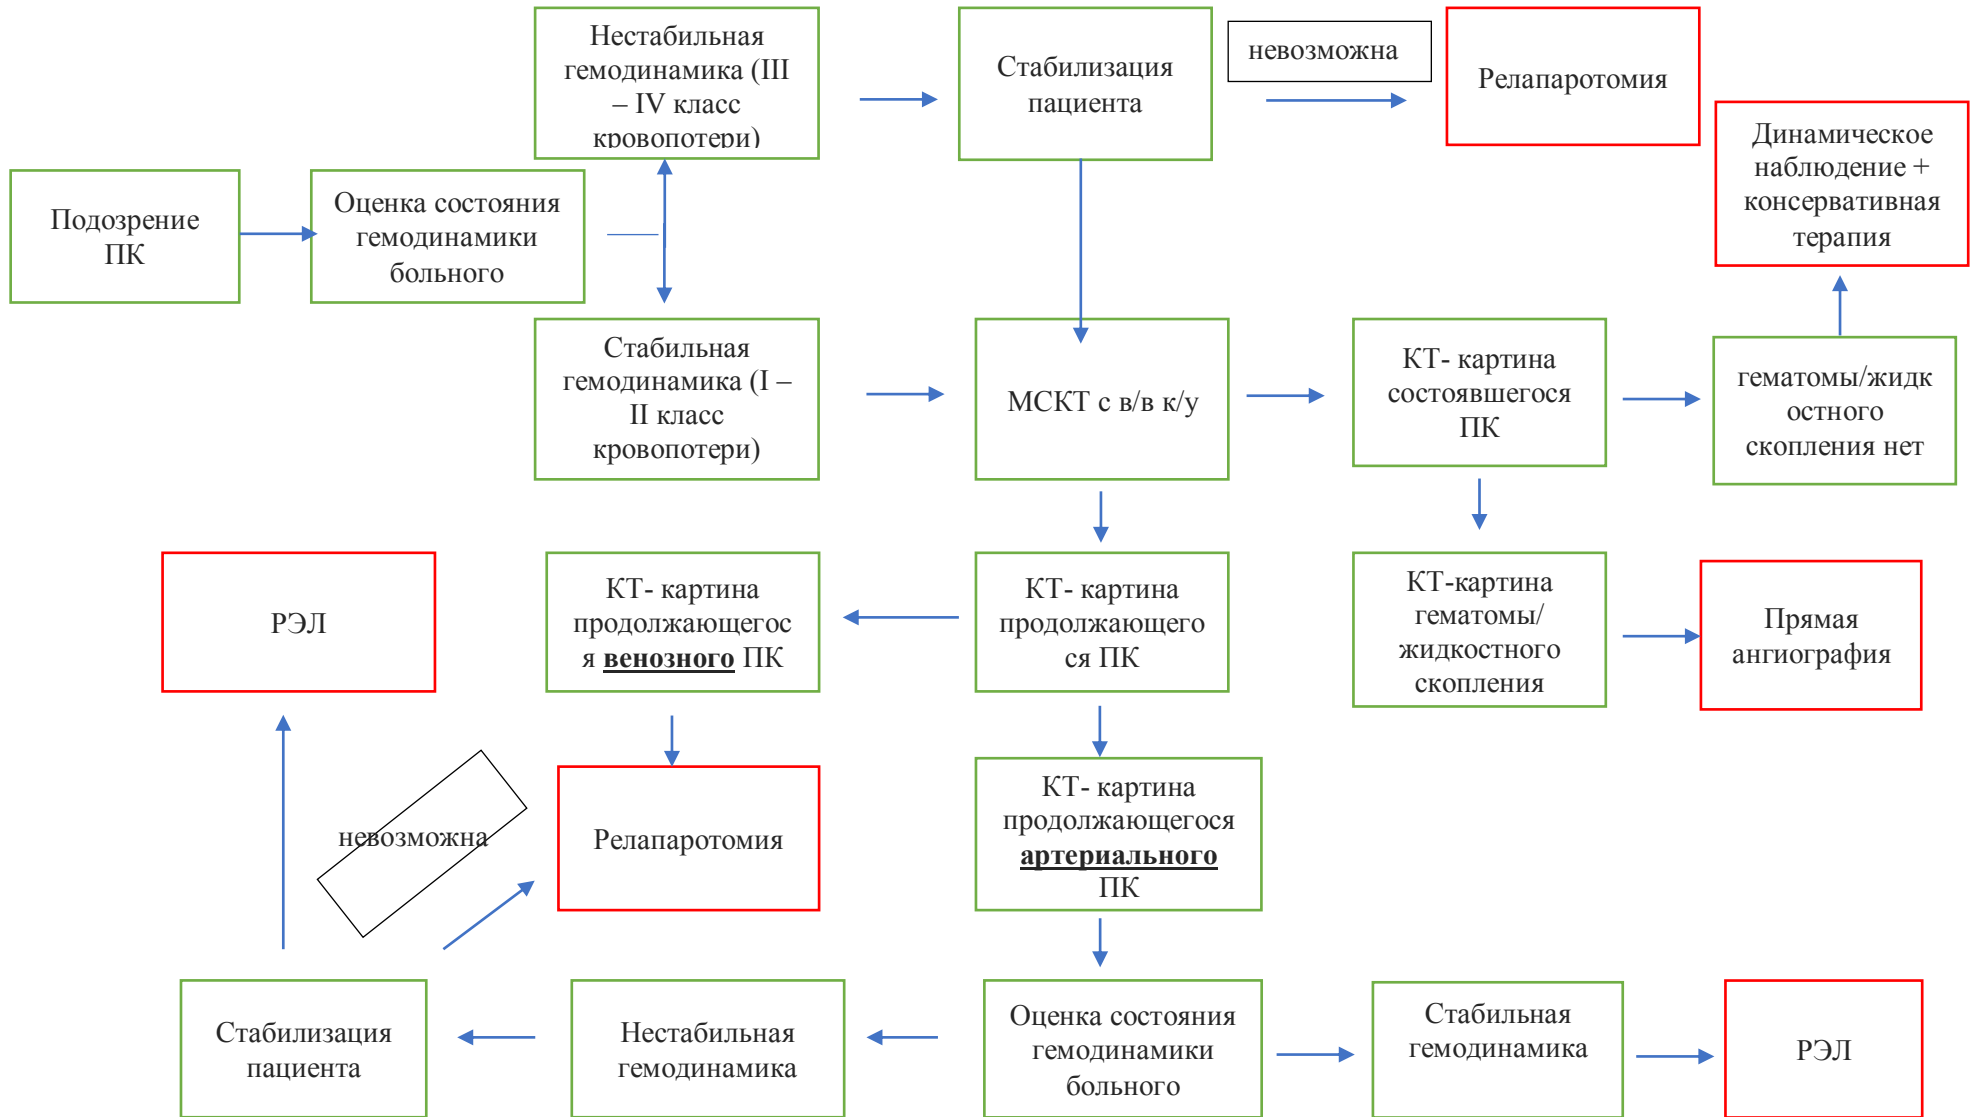 Нестабильная
гемодинамика (III
– IV класс
кровопотери)
Стабилизация
пациента
невозможна
Релапаротомия
Динамическое
наблюдение +
консервативная
терапия
Подозрение
ПК
Оценка состояния
гемодинамики
больного
Стабильная
гемодинамика (I –
II класс
кровопотери)
МСКТ с в/в к/у
КТ- картина
состоявшегося
ПК
гематомы/жидк
остного
скопления нет
РЭЛ
КТ- картина
продолжающегос
я венозного ПК
КТ- картина
продолжающего
ся ПК
КТ-картина
гематомы/
жидкостного
скопления
Прямая
ангиография
невозможна
Релапаротомия
КТ- картина
продолжающегося
артериального
ПК
Стабилизация
пациента
Нестабильная
гемодинамика
Оценка состояния
гемодинамики
больного
Стабильная
гемодинамика
РЭЛ